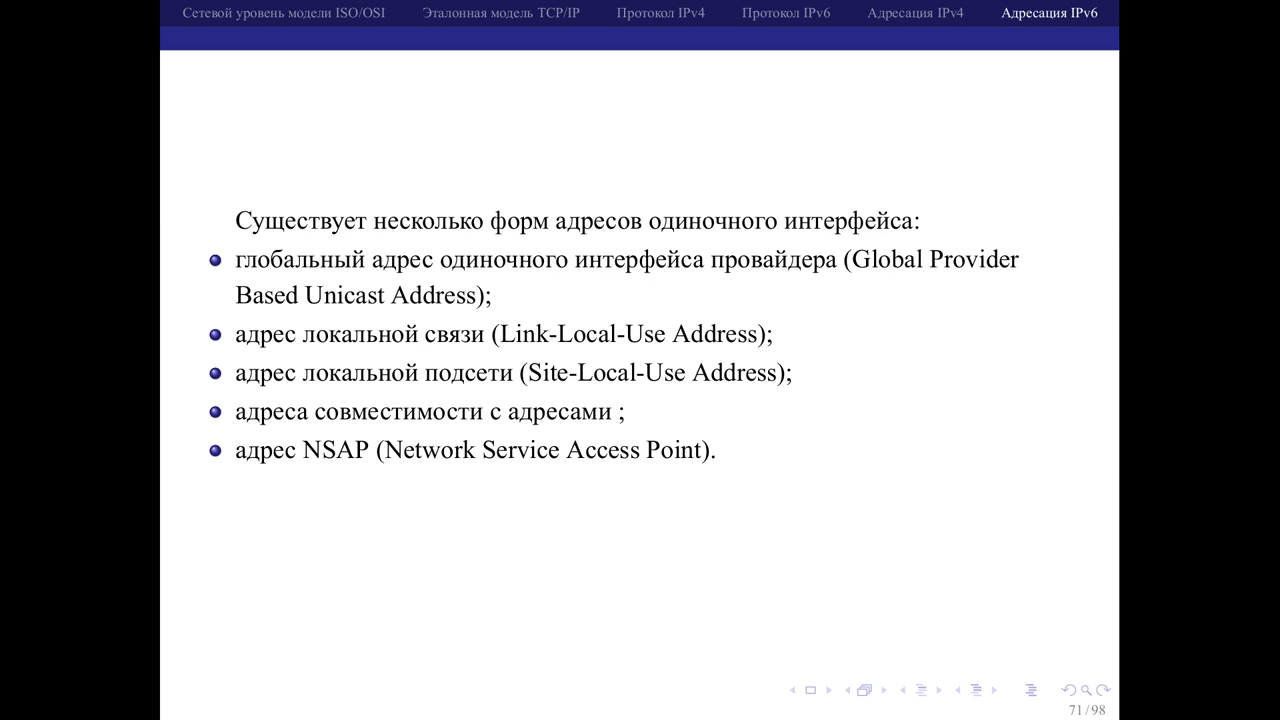 Сетевой уровень модели ISO/OSI Эталонная модель TCP/IP Протокол IPv4 Протокол IPv6 Адресация IPv4 Адресация IPv6
Существует несколько форм адресов одиночного интерфейса:
глобальный адрес одиночного интерфейса провайдера (Global Provider
Based Unicast Address);
адрес локальной связи (Link-Local-Use Address);
адрес локальной подсети (Site-Local-Use Address);
адреса совместимости с адресами ;
адрес NSAP (Network Service Access Point).
71 / 98